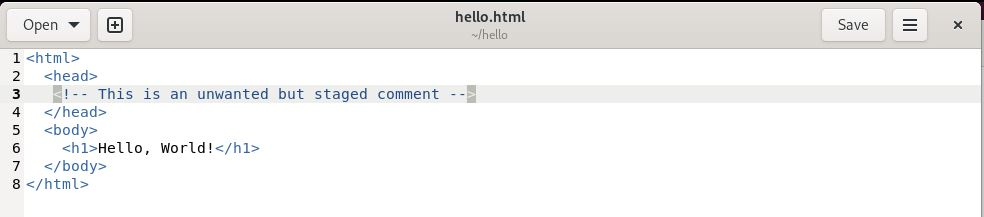 Open hello.html Save
~/hello
1 <html>
2 <head>
3 <!-- This is an unwanted but staged comment -->
4 </head>
5 <body>
6 <h1>Hello, World!</h1>
7 </body>
8 </html>